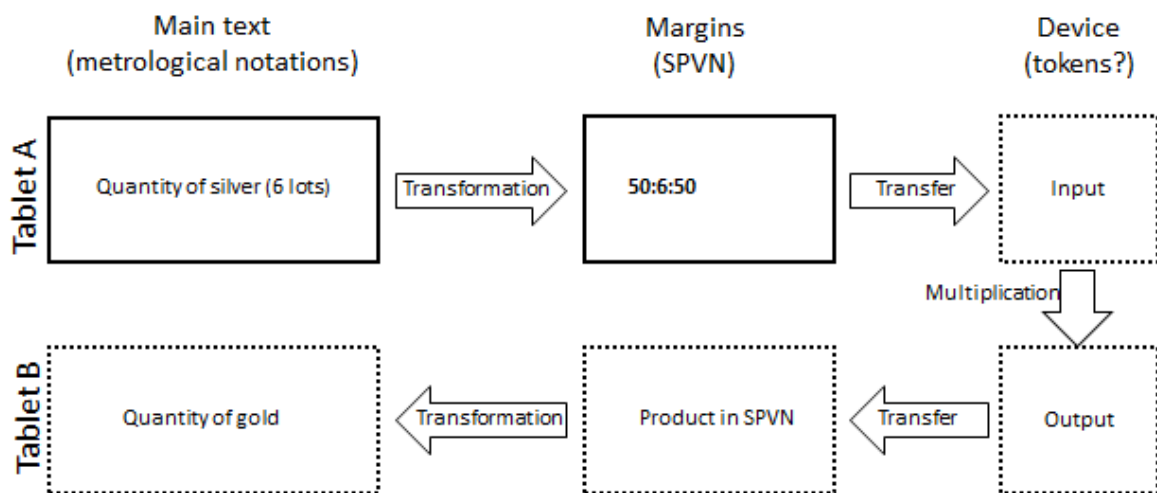 Main text
(metrological notations)
Margins
(SPVN)
Device
(tokens?)
Tablet A
Quantity of silver (6 lots)
Transformation
50:6:50
Transfer
Input
Multiplication
Tablet B
Quantity of gold
Transformation
Product in SPVN
Transfer
Output